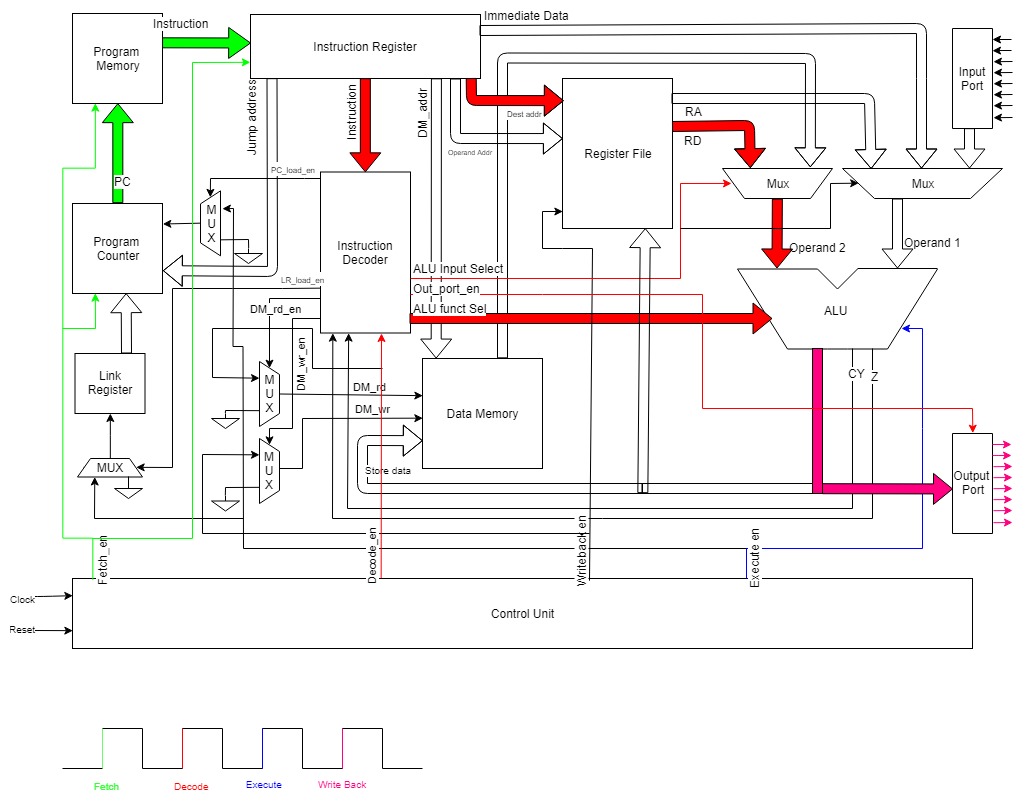 Immediate Data
Instruction
Program
Memory
Instruction Register
Input
Port
Jump address
Instruction
DM_addr
Dest addr
Operand Addr
RA
RD
Register File
PC_load_en
PC
Mux
Mux
M
U
X
Program
Counter
Instruction
Decoder
Operand 2
Operand 1
ALU Input Select
LR_load_en
Out_port_en
DM_rd_en
ALU funct Sel
ALU
DM_wr_en
Link
Register
M
U
X
DM_rd
CY
Z
DM_wr
Data Memory
M
U
X
MUX
Store data
Output
Port
Fetch_en
Decode_en
Writeback en
Execute en
Clock
Reset
Control Unit
Fetch
Decode
Execute
Write Back